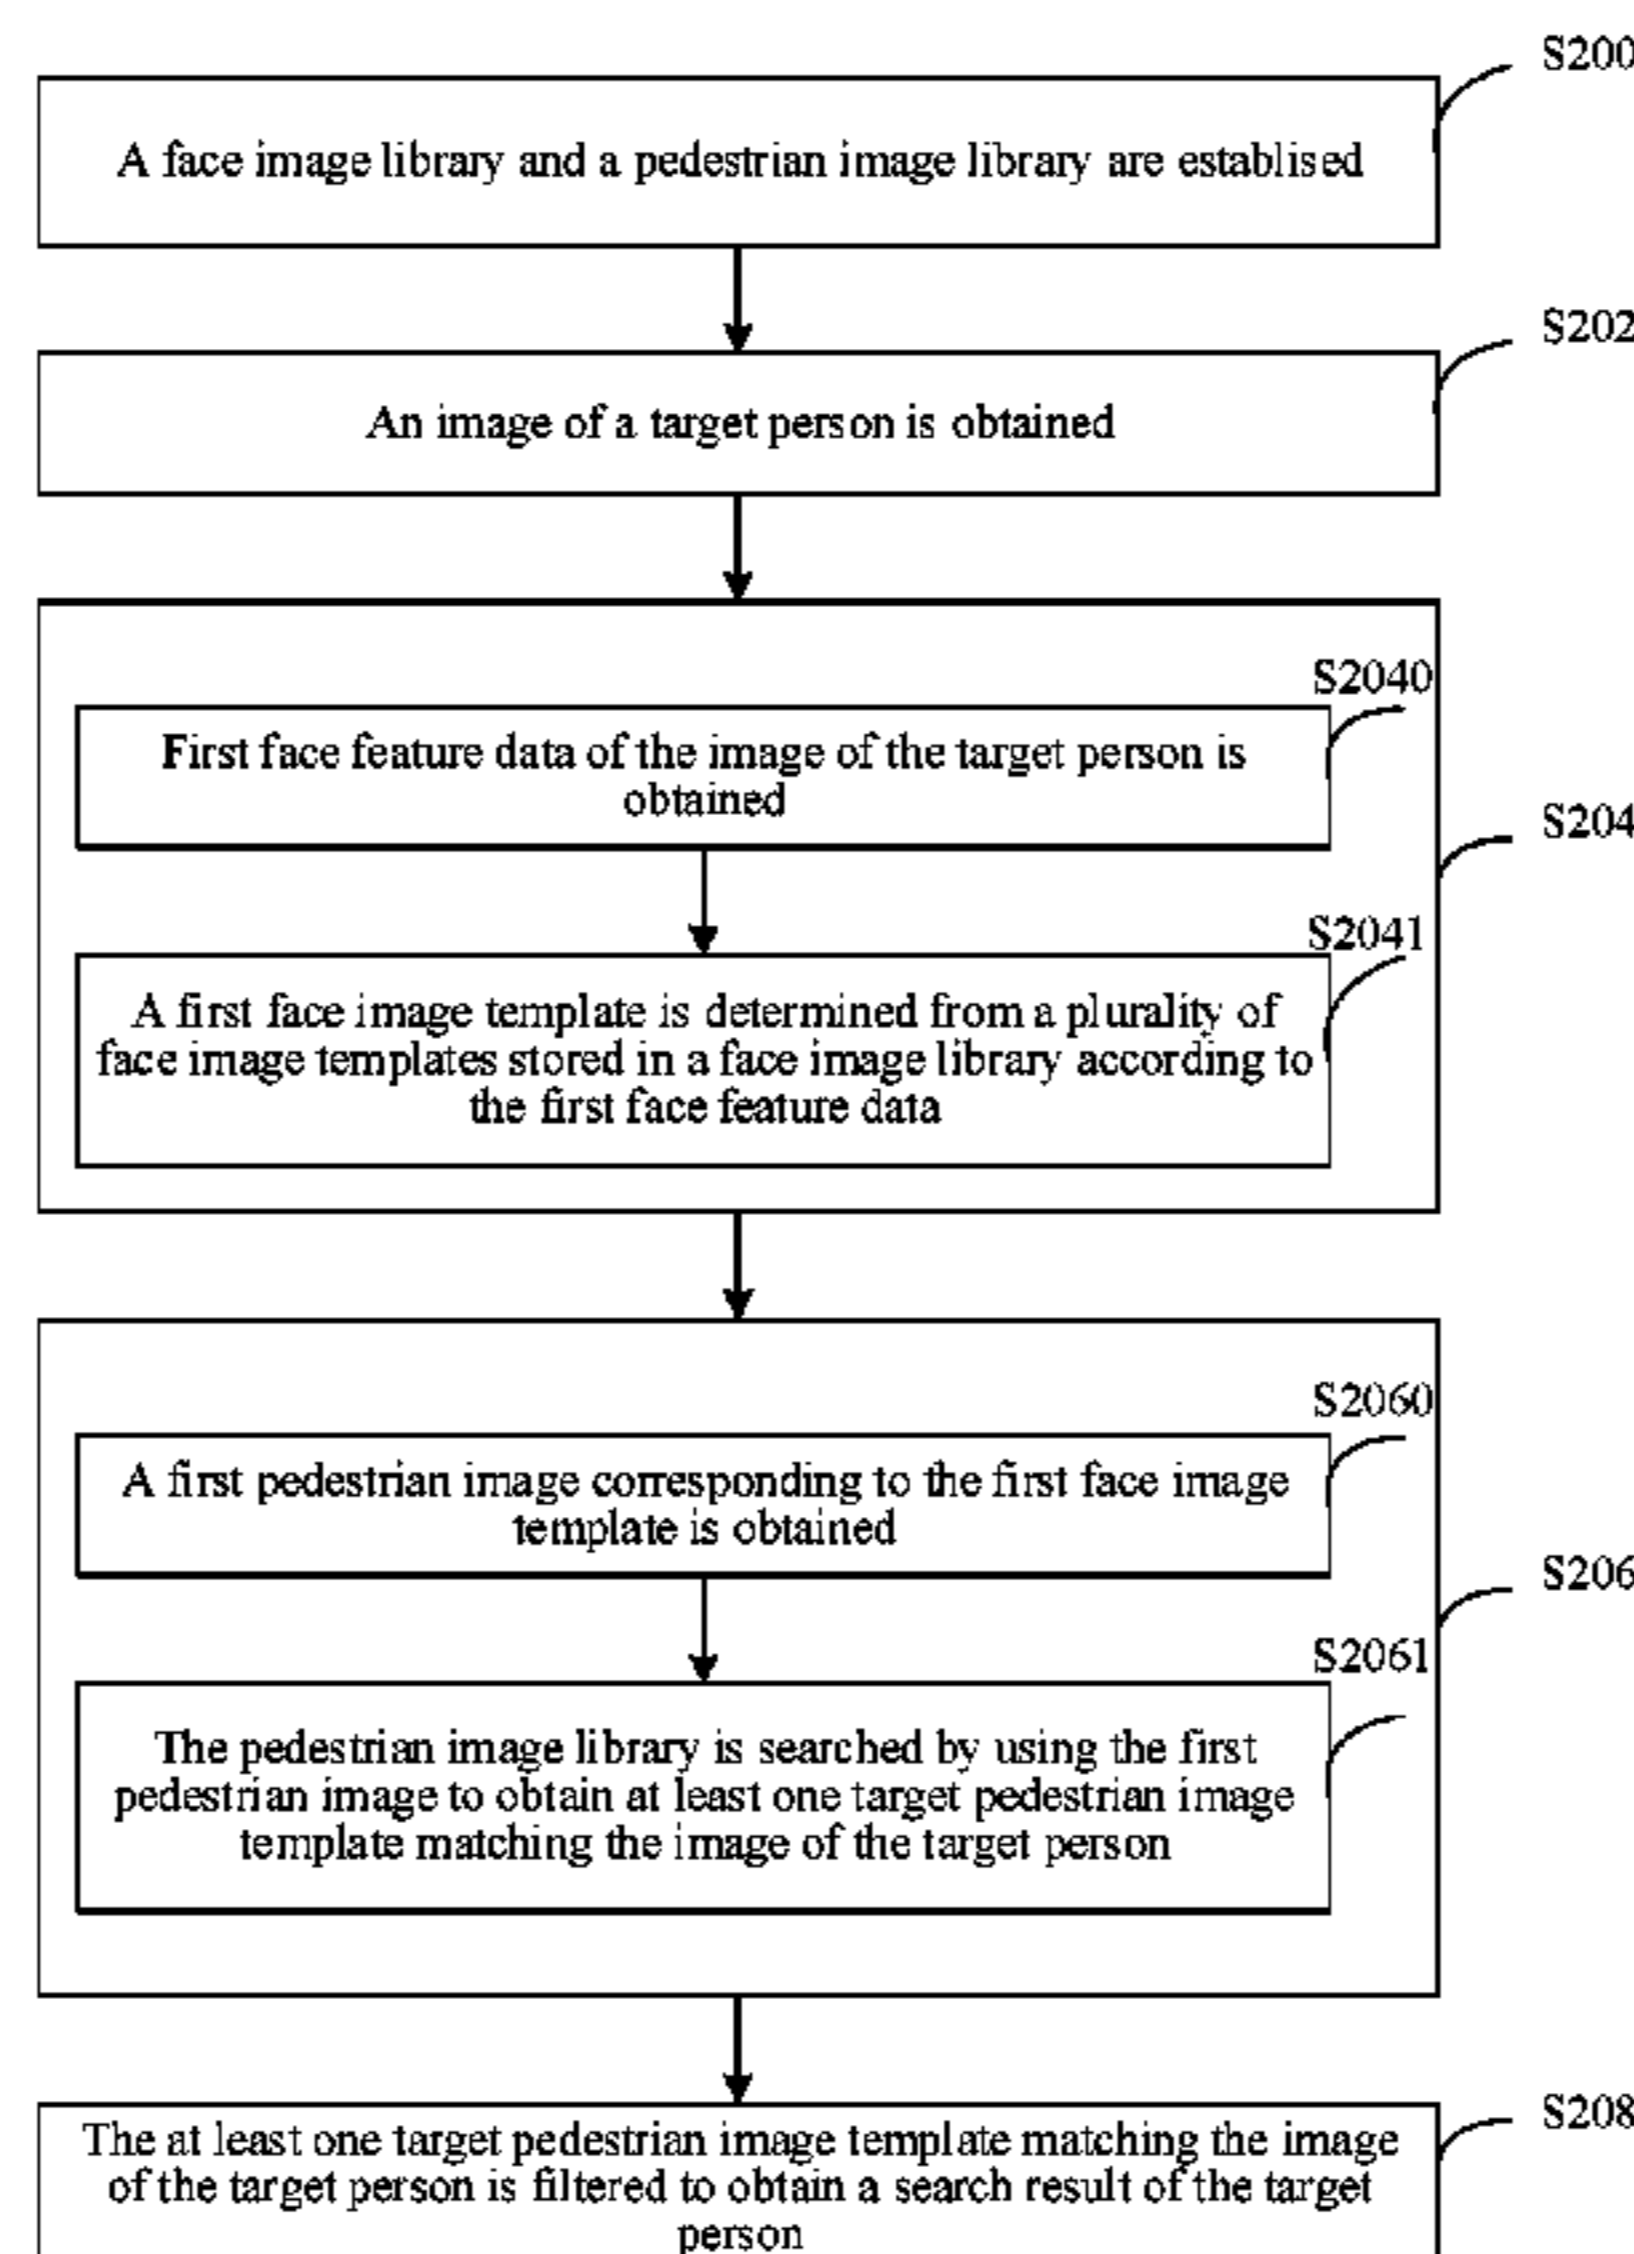 S200
A face image library and a pedestrian image library are establised
S202
An image of a target person is obtained
S2040
First face feature data of the image of the target person is
obtained
S204
S2041
A first face image template is determined from a plurality of
face image templates stored in a face image library according to
the first face feature data
S2060
A first pedestrian image corresponding to the first face image
template is obtained
S206
S2061
The pedestrian image library is searched by using the first
pedestrian image to obtain at least one target pedestrian image
template matching the image of the target person
S208
The at least one target pedestrian image template matching the image
of the target person is filtered to obtain a search result of the target
person